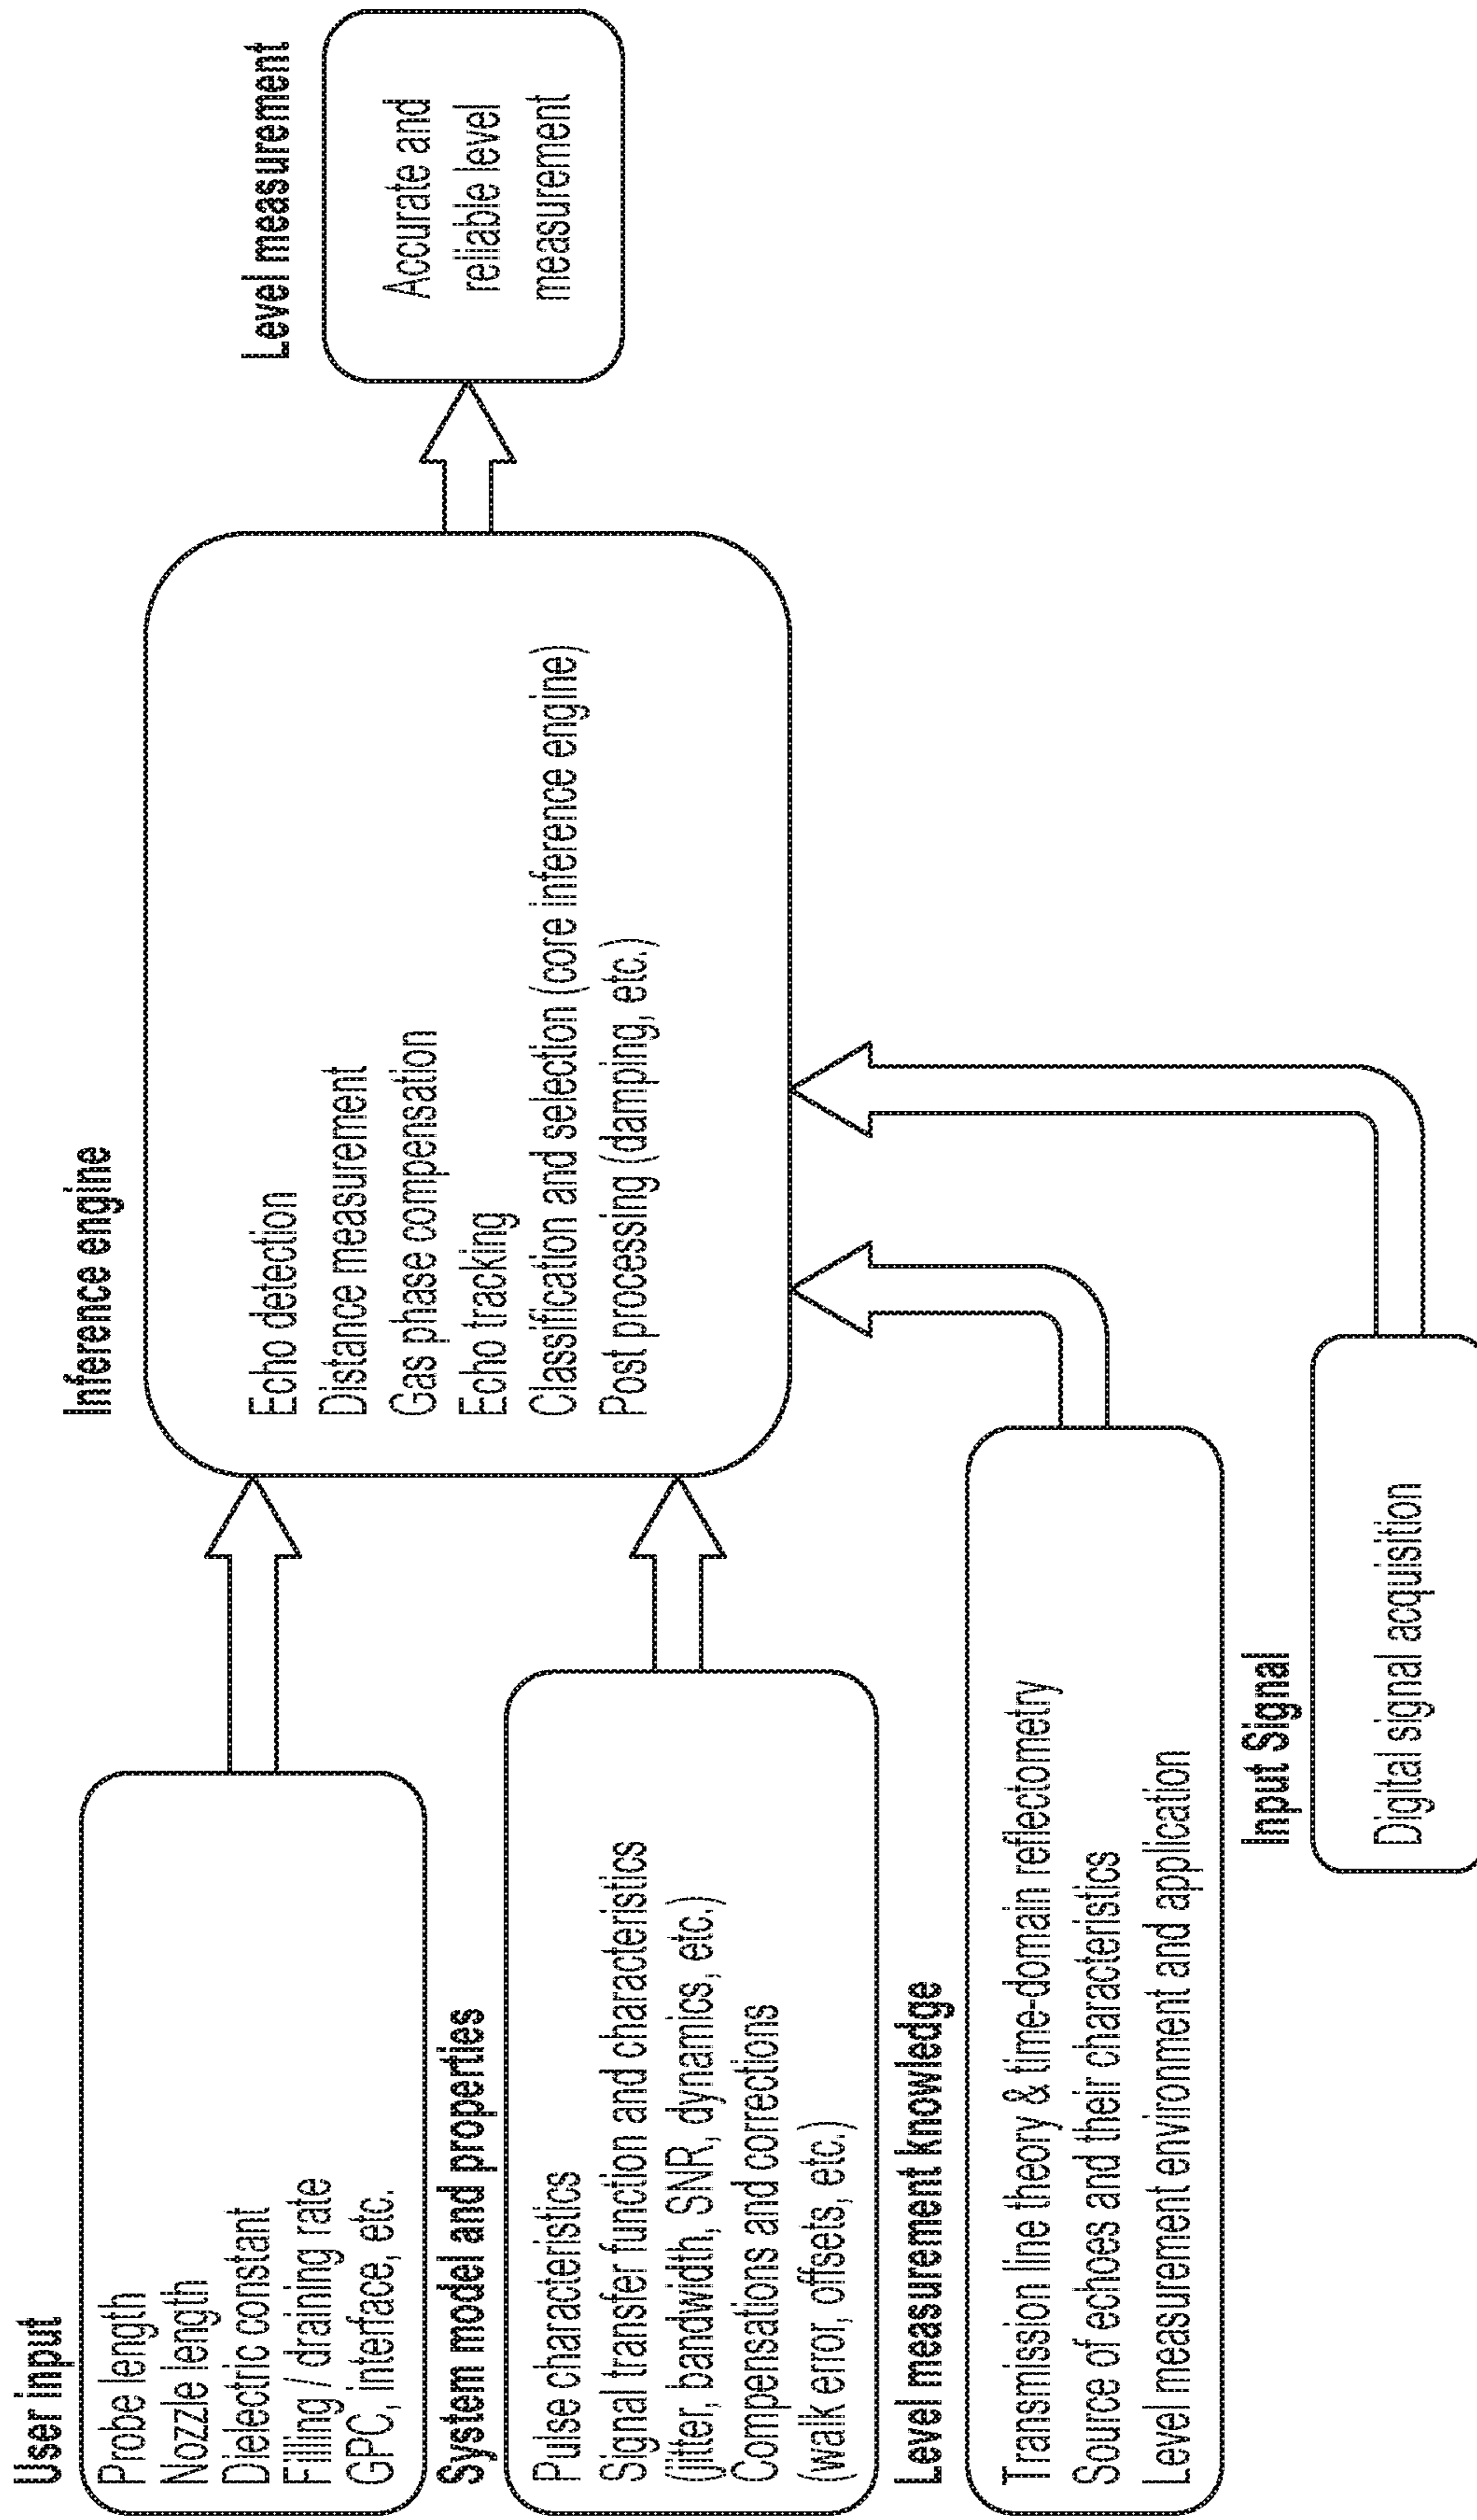 User input
Probe length
Nozzle length
Dielectric constant
Filling / draining rate
GPC, interface, etc.
System model and properties
Pulse characteristics
Signal transfer function and characteristics
(jitter, bandwidth, SNR, dynamics, etc.)
Compensations and corrections
(walk error, offsets, etc.)
Level measurement knowledge
Transmission line theory & time-domain reflectometry
Source of echoes and their characteristics
Level measurement environment and application
Input Signal
Digital signal acquisition
Inference engine
Echo detection
Distance measurement
Gas phase compensation
Echo tracking
Classification and selection (core inference engine)
Post processing (damping, etc.)
Level measurement
Accurate and
reliable level
measurement